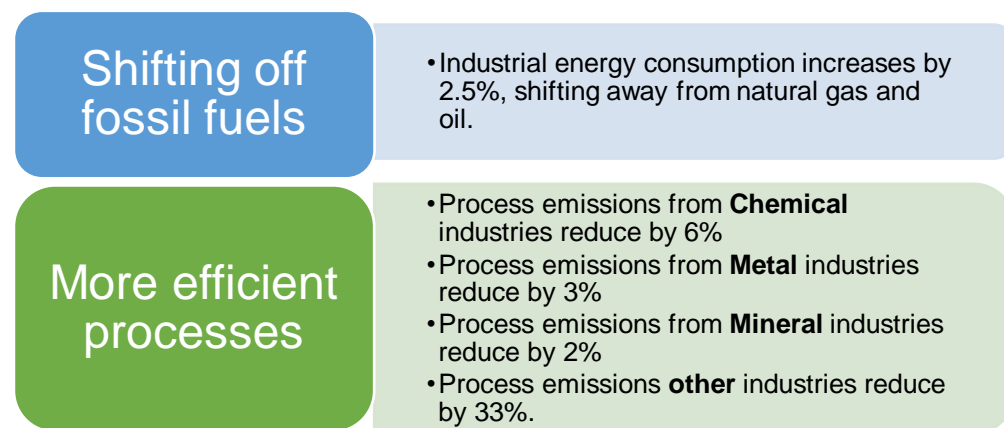 Shifting off
fossil fuels
•Industrial energy consumption increases by
2.5%, shifting away from natural gas and
oil.
More efficient
processes
•Process emissions from Chemical
industries reduce by 6%
•Process emissions from Metal industries
reduce by 3%
•Process emissions from Mineral industries
reduce by 2%
•Process emissions other industries reduce
by 33%.